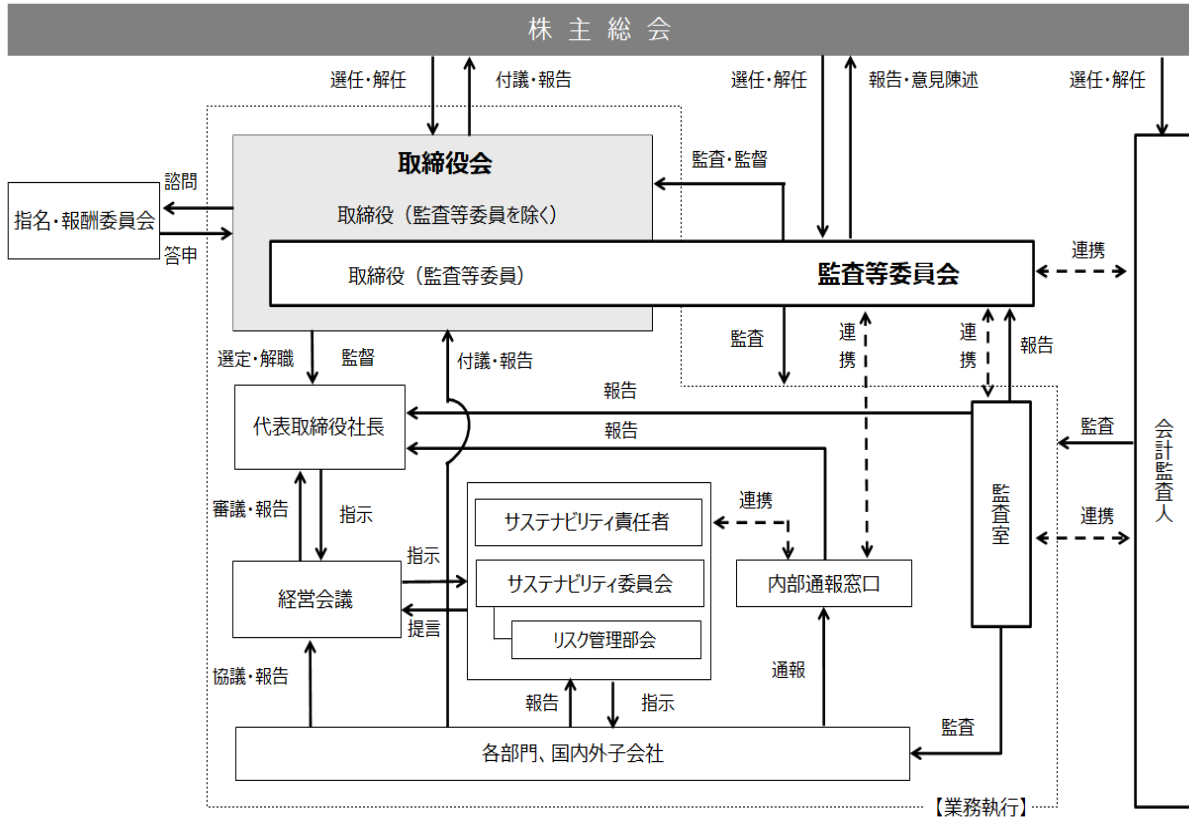 株主総会
選任・解任
付議・報告
選任・解任
報告・意見陳述
選任・解任
取締役会
監査・監督
諮問
指名・報酬委員会
答申
取締役（監査等委員を除く）
取締役（監査等委員）
監査等委員会
連携
選定・解職
監督
付議・報告
監査
連携
連携
報告
代表取締役社長
報告
報告
監査
会計監査人
審議・報告
指示
サステナビリティ責任者
連携
監査室
連携
経営会議
指示
提言
サステナビリティ委員会
リスク管理部会
内部通報窓口
協議・報告
報告
指示
通報
監査
各部門、国内外子会社
【業務執行】